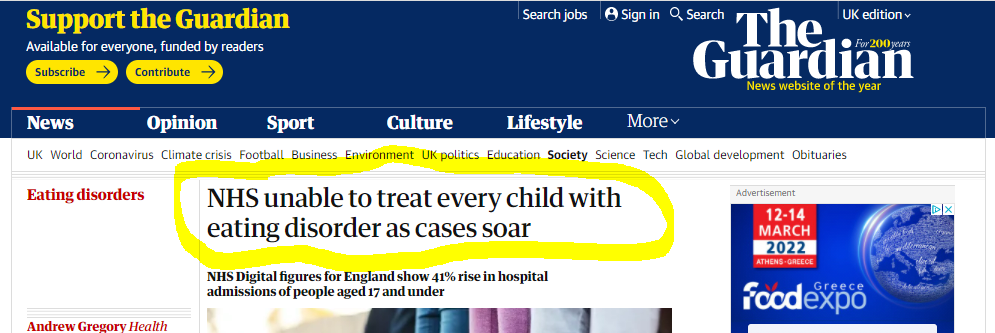 Support the Guardian
Available for everyone, funded by readers
Subscribe → Contribute →
Search jobs Sign in Search UK edition
The
Guardian
For 200 years
News website of the year
News Opinion Sport Culture Lifestyle More
UK World Coronavirus Climate crisis Football Business Environment UK politics Education Society Science Tech Global development Obituaries
Eating disorders
NHS unable to treat every child with
eating disorder as cases soar
NHS Digital figures for England show 41% rise in hospital
admissions of people aged 17 and under
Andrew Gregory Health
Advertisement
12-14
MARCH
2022
ATHENS-GREECE
Greece
foodexpo